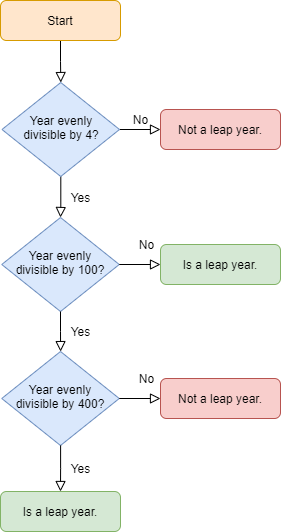 Start
Year evenly
divisible by 4?
No
Not a leap year.
Yes
Year evenly
divisible by 100?
No
Is a leap year.
Yes
Year evenly
divisible by 400?
No
Not a leap year.
Yes
Is a leap year.